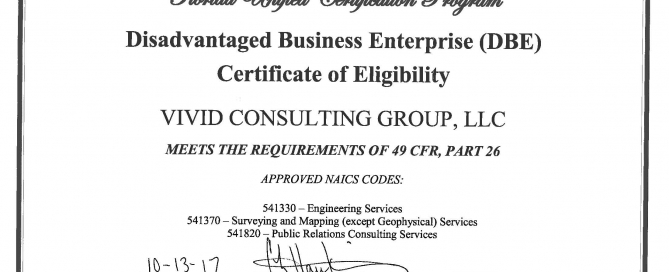 Florida Unified Certification Program
Disadvantaged Business Enterprise (DBE)
Certificate of Eligibility
VIVID CONSULTING GROUP, LLC
MEETS THE REQUIREMENTS OF 49 CFR, PART 26
APPROVED NAICS CODES:
541330 – Engineering Services
541370 – Surveying and Mapping (except Geophysical) Services
541820 – Public Relations Consulting Services
10-13-17